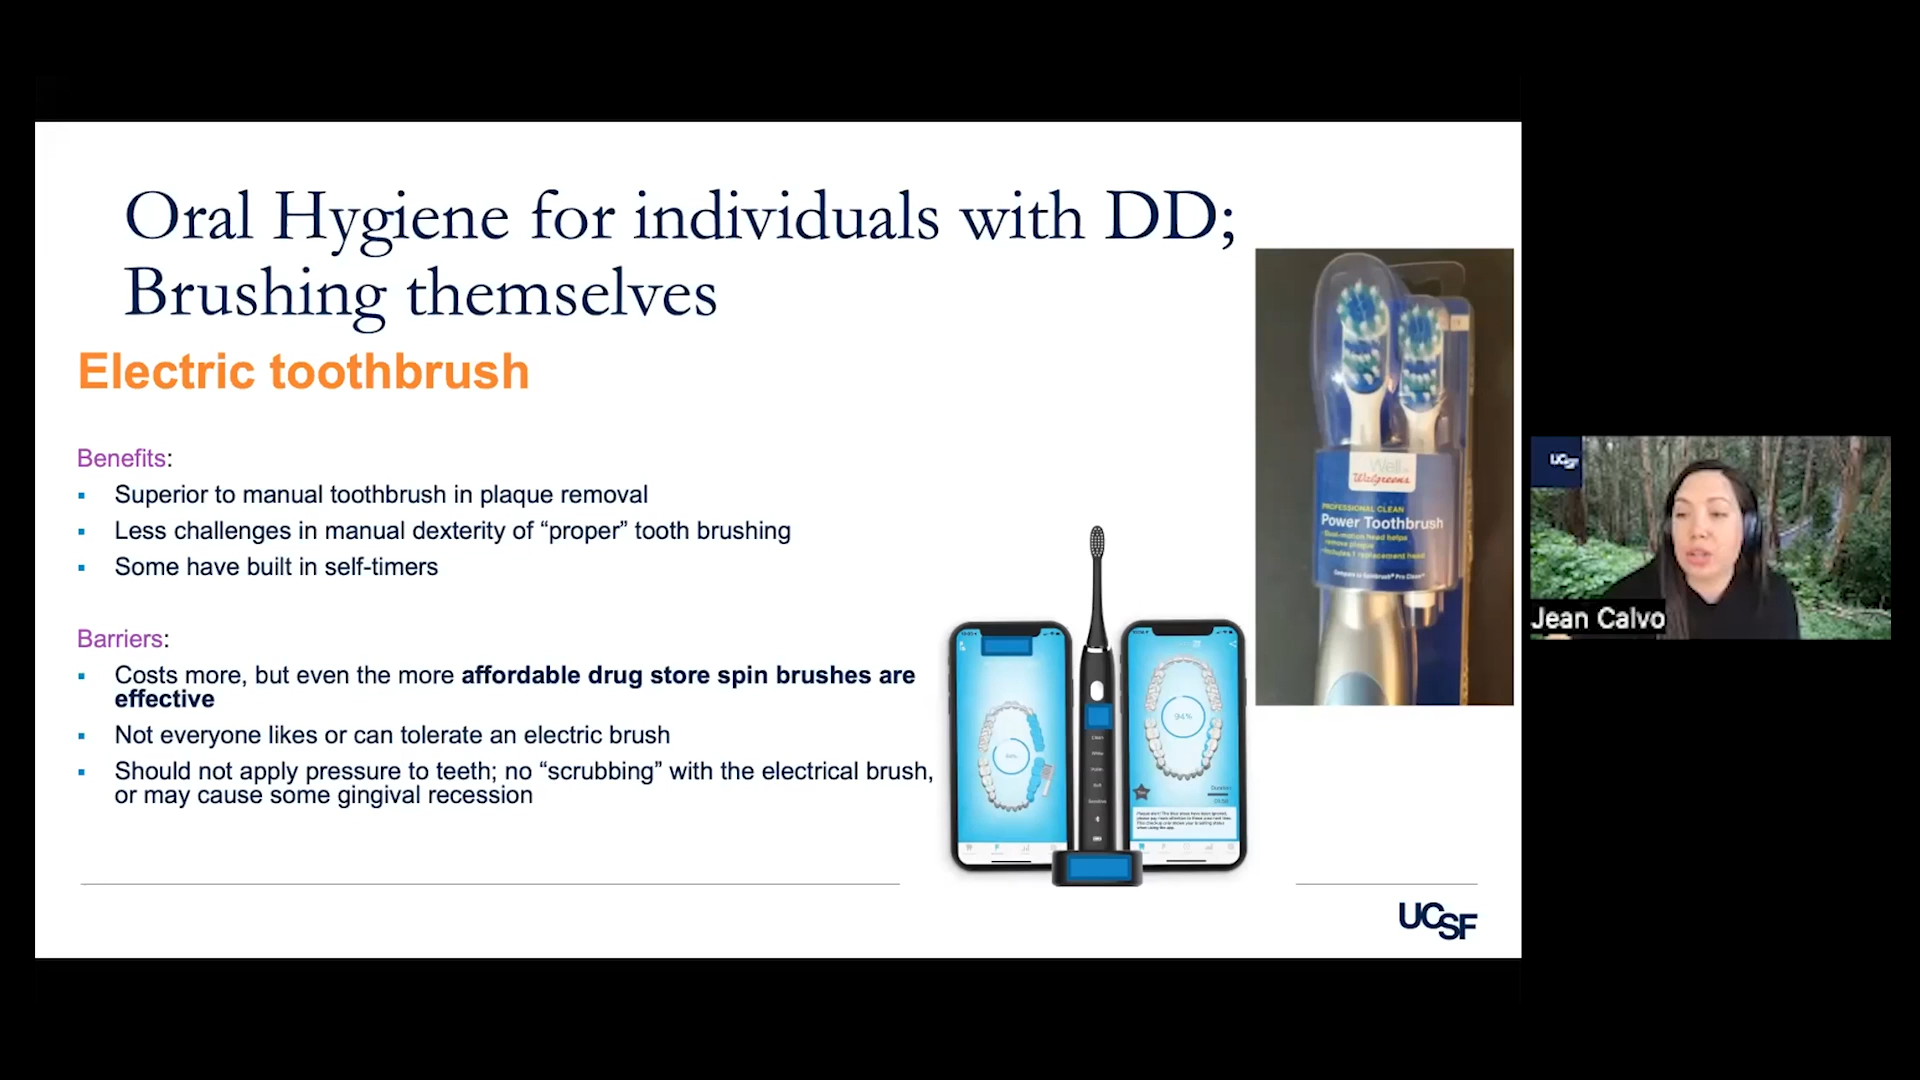 Oral Hygiene for individuals with DD;
Brushing themselves
Electric toothbrush
Benefits:
▪ Superior to manual toothbrush in plaque removal
▪ Less challenges in manual dexterity of “proper” tooth brushing
▪ Some have built in self-timers
Barriers:
▪ Costs more, but even the more affordable drug store spin brushes are
effective
▪ Not everyone likes or can tolerate an electric brush
▪ Should not apply pressure to teeth; no “scrubbing” with the electrical brush,
or may cause some gingival recession
94%
Well at
Walgreens
PROFESSIONAL CLEAN
Power Toothbrush
UCSF
UCSF
Jean Calvo